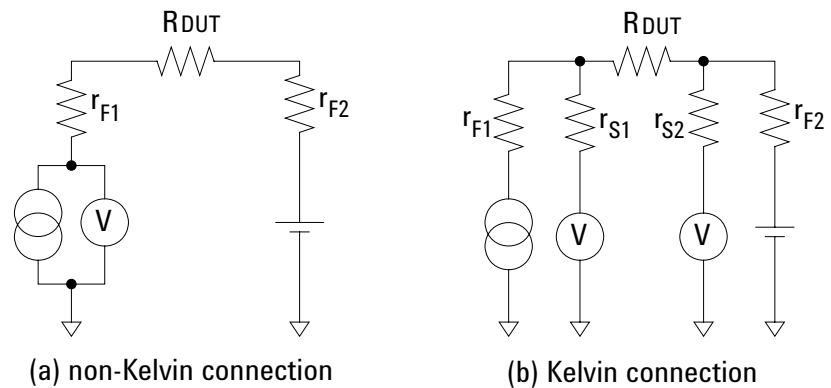 RDUT
rF1
rF2
V
(a) non-Kelvin connection
RDUT
rF1
rS1
rS2
rF2
V
V
(b) Kelvin connection